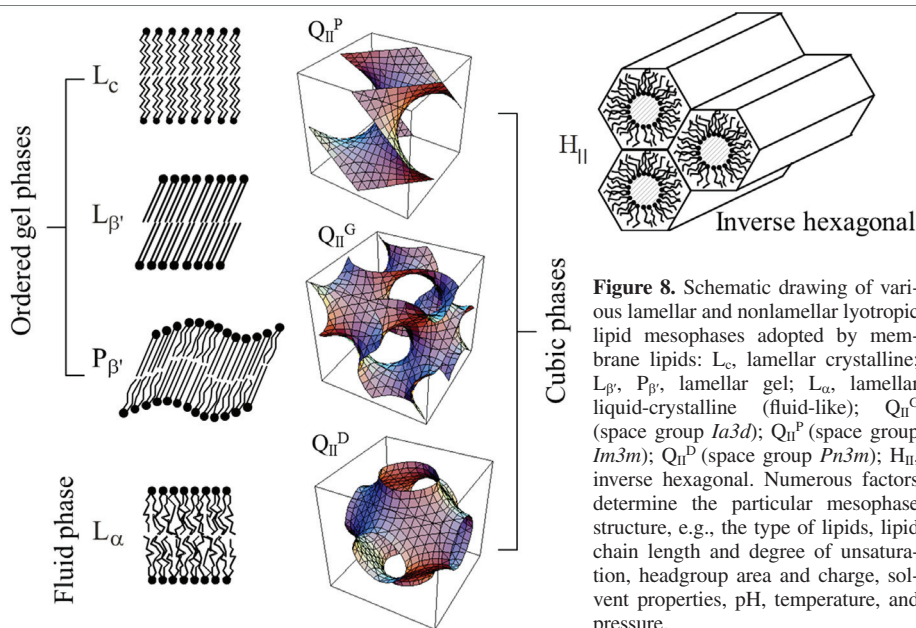 Ordered gel phases
L_c
L_β'
P_β'
Fluid phase
L_α
Q_II^P
Q_II^G
Q_II^D
Cubic phases
H_II
Inverse hexagonal
Figure 8. Schematic drawing of vari-
ous lamellar and nonlamellar lyotropic
lipid mesophases adopted by mem-
brane lipids: L_c, lamellar crystalline;
L_β', P_β', lamellar gel; L_α, lamellar
liquid-crystalline (fluid-like); Q_II^G
(space group Ia3d); Q_II^P (space group
Im3m); Q_II^D (space group Pn3m); H_II,
inverse hexagonal. Numerous factors
determine the particular mesophase
structure, e.g., the type of lipids, lipid
chain length and degree of unsatura-
tion, headgroup area and charge, sol-
vent properties, pH, temperature, and
pressure.